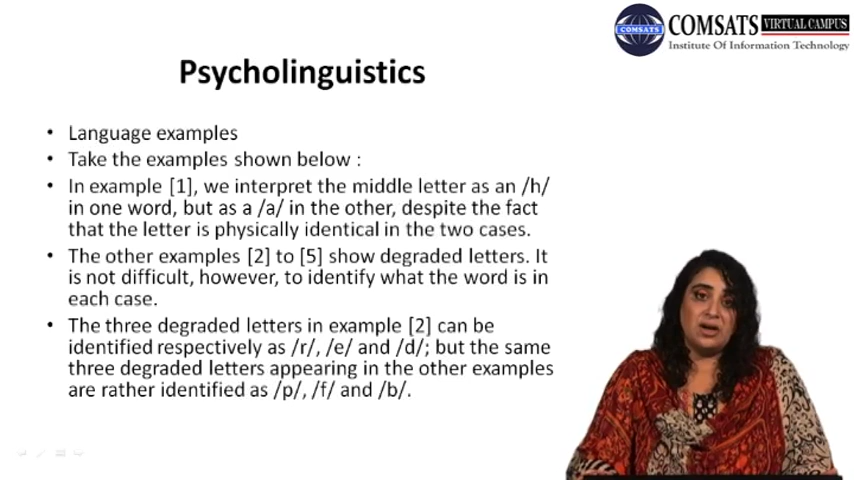 COMSATS VIRTUAL CAMPUS
COMSATS
Institute Of Information Technology
Psycholinguistics
• Language examples
• Take the examples shown below :
• In example [1], we interpret the middle letter as an /h/
in one word, but as a /a/ in the other, despite the fact
that the letter is physically identical in the two cases.
• The other examples [2] to [5] show degraded letters. It
is not difficult, however, to identify what the word is in
each case.
• The three degraded letters in example [2] can be
identified respectively as /r/, /e/ and /d/; but the same
three degraded letters appearing in the other examples
are rather identified as /p/, /f/ and /b/.